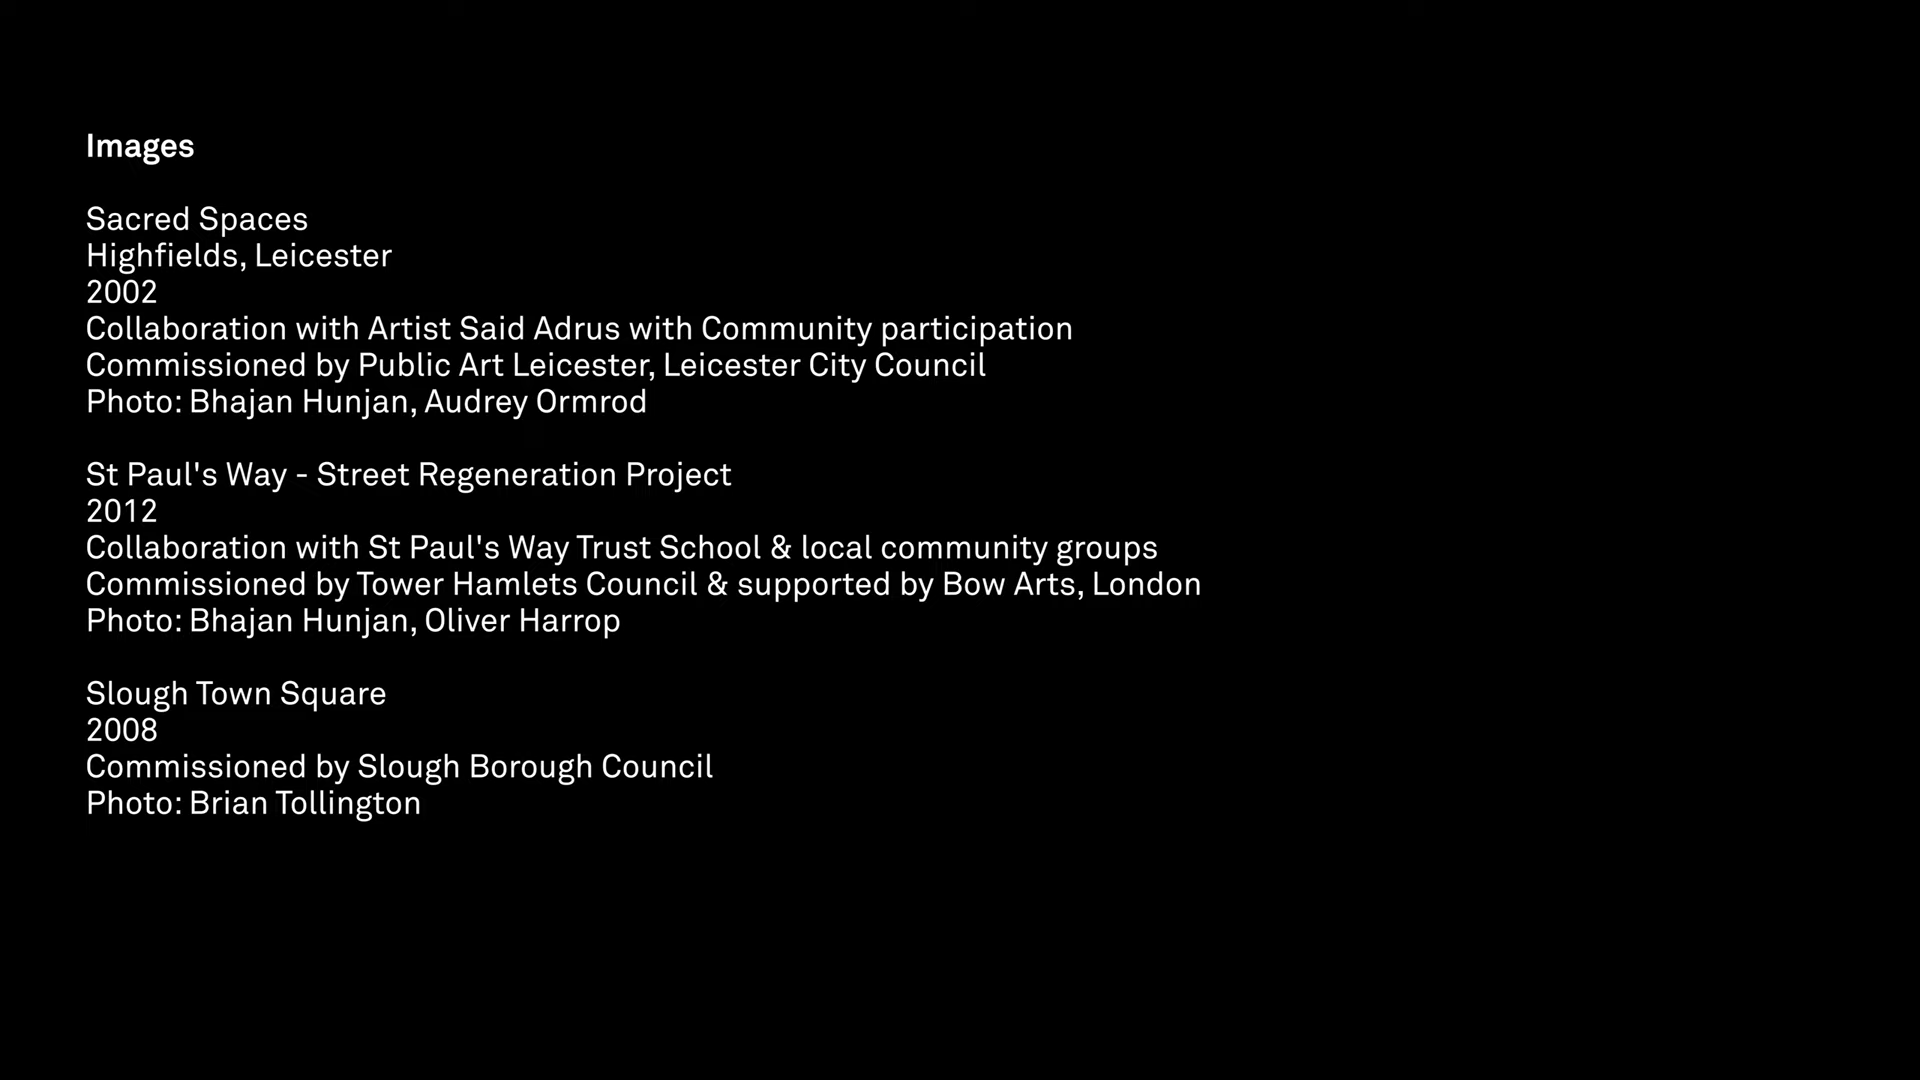 Images
Sacred Spaces
Highfields, Leicester
2002
Collaboration with Artist Said Adrus with Community participation
Commissioned by Public Art Leicester, Leicester City Council
Photo: Bhajan Hunjan, Audrey Ormrod
St Paul's Way - Street Regeneration Project
2012
Collaboration with St Paul's Way Trust School & local community groups
Commissioned by Tower Hamlets Council & supported by Bow Arts, London
Photo: Bhajan Hunjan, Oliver Harrop
Slough Town Square
2008
Commissioned by Slough Borough Council
Photo: Brian Tollington